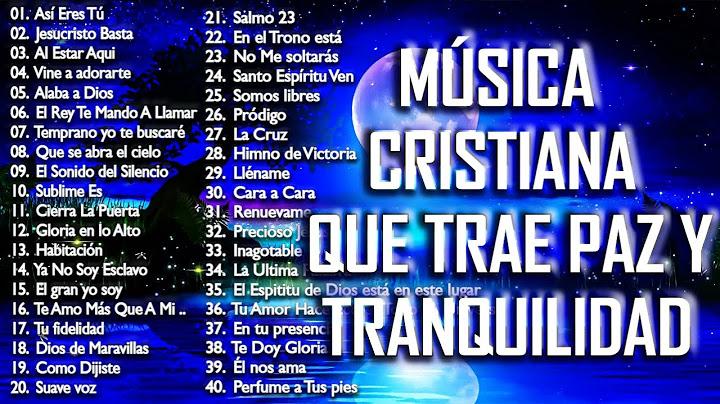 01. Así Eres Tú
02. Jesucristo Basta
03. Al Estar Aqui
04. Vine a adorarte
05. Alaba a Dios
06. El Rey Te Mando A Llamar
07. Temprano yo te buscaré
08. Que se abra el cielo
09. El Sonido del Silencio
10. Sublime Es
11. Cierra La Puerta
12. Gloria en lo Alto
13. Habitación
14. Ya No Soy Esclavo
15. El gran yo soy
16. Te Amo Más Que A Mi ..
17. Tu fidelidad
18. Dios de Maravillas
19. Como Dijiste
20. Suave voz
21. Salmo 23
22. En el Trono está
23. No Me soltarás
24. Santo Espíritu Ven
25. Somos libres
26. Pródigo
27. La Cruz
28. Himno de Victoria
29. Lléname
30. Cara a Cara
31. Renuevame
32. Precioso
33. Inagotable
34. La Ultima
35. El Espititu de Dios está en este lugar
36. Tu Amor Hace
37. En tu presenci
38. Te Doy Gloria
39. Él nos ama
40. Perfume a Tus pies
MÚSICA
CRISTIANA
QUE TRAE PAZ Y
TRANQUILIDAD